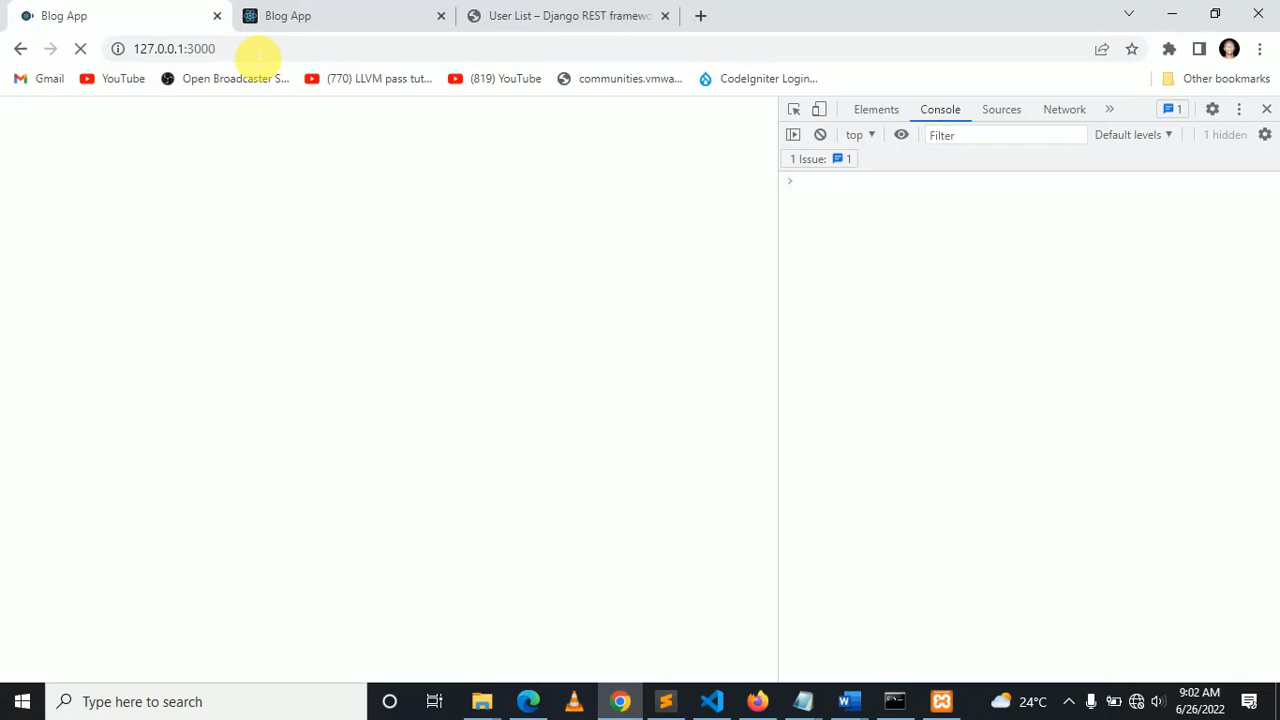 Blog App
Blog App
User List – Django REST framewo
127.0.0.1:3000
Gmail
YouTube
Open Broadcaster S...
(770) LLVM pass tut...
(819) YouTube
communities.vmwa...
CodeIgniter Login...
Other bookmarks
Elements
Console
Sources
Network
1
top
Filter
Default levels
1 hidden
1 Issue:
1
Type here to search
24°C
9:02 AM
6/26/2022